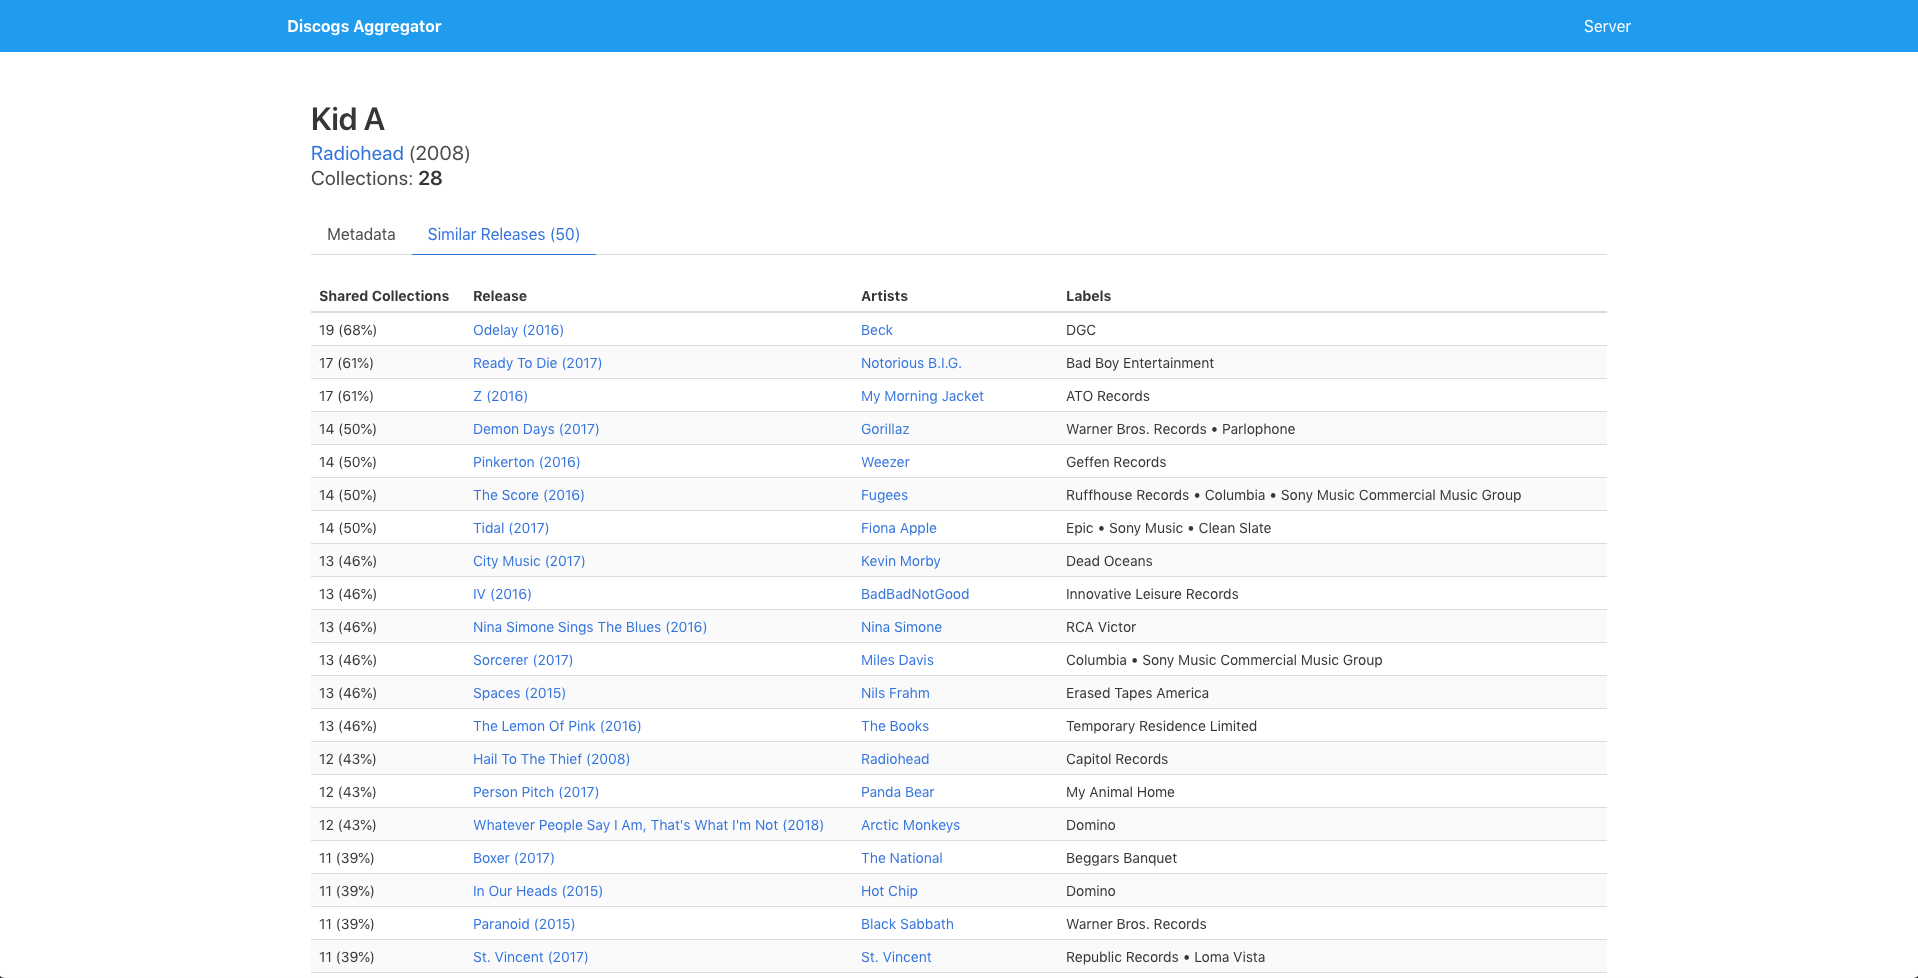 Discogs Aggregator Server
Kid A
Radiohead (2008)
Collections: 28
Metadata Similar Releases (50)
Shared Collections Release Artists Labels
19 (68%) Odelay (2016) Beck DGC
17 (61%) Ready To Die (2017) Notorious B.I.G. Bad Boy Entertainment
17 (61%) Z (2016) My Morning Jacket ATO Records
14 (50%) Demon Days (2017) Gorillaz Warner Bros. Records • Parlophone
14 (50%) Pinkerton (2016) Weezer Geffen Records
14 (50%) The Score (2016) Fugees Ruffhouse Records • Columbia • Sony Music Commercial Music Group
14 (50%) Tidal (2017) Fiona Apple Epic • Sony Music • Clean Slate
13 (46%) City Music (2017) Kevin Morby Dead Oceans
13 (46%) IV (2016) BadBadNotGood Innovative Leisure Records
13 (46%) Nina Simone Sings The Blues (2016) Nina Simone RCA Victor
13 (46%) Sorcerer (2017) Miles Davis Columbia • Sony Music Commercial Music Group
13 (46%) Spaces (2015) Nils Frahm Erased Tapes America
13 (46%) The Lemon Of Pink (2016) The Books Temporary Residence Limited
12 (43%) Hail To The Thief (2008) Radiohead Capitol Records
12 (43%) Person Pitch (2017) Panda Bear My Animal Home
12 (43%) Whatever People Say I Am, That's What I'm Not (2018) Arctic Monkeys Domino
11 (39%) Boxer (2017) The National Beggars Banquet
11 (39%) In Our Heads (2015) Hot Chip Domino
11 (39%) Paranoid (2015) Black Sabbath Warner Bros. Records
11 (39%) St. Vincent (2017) St. Vincent Republic Records • Loma Vista